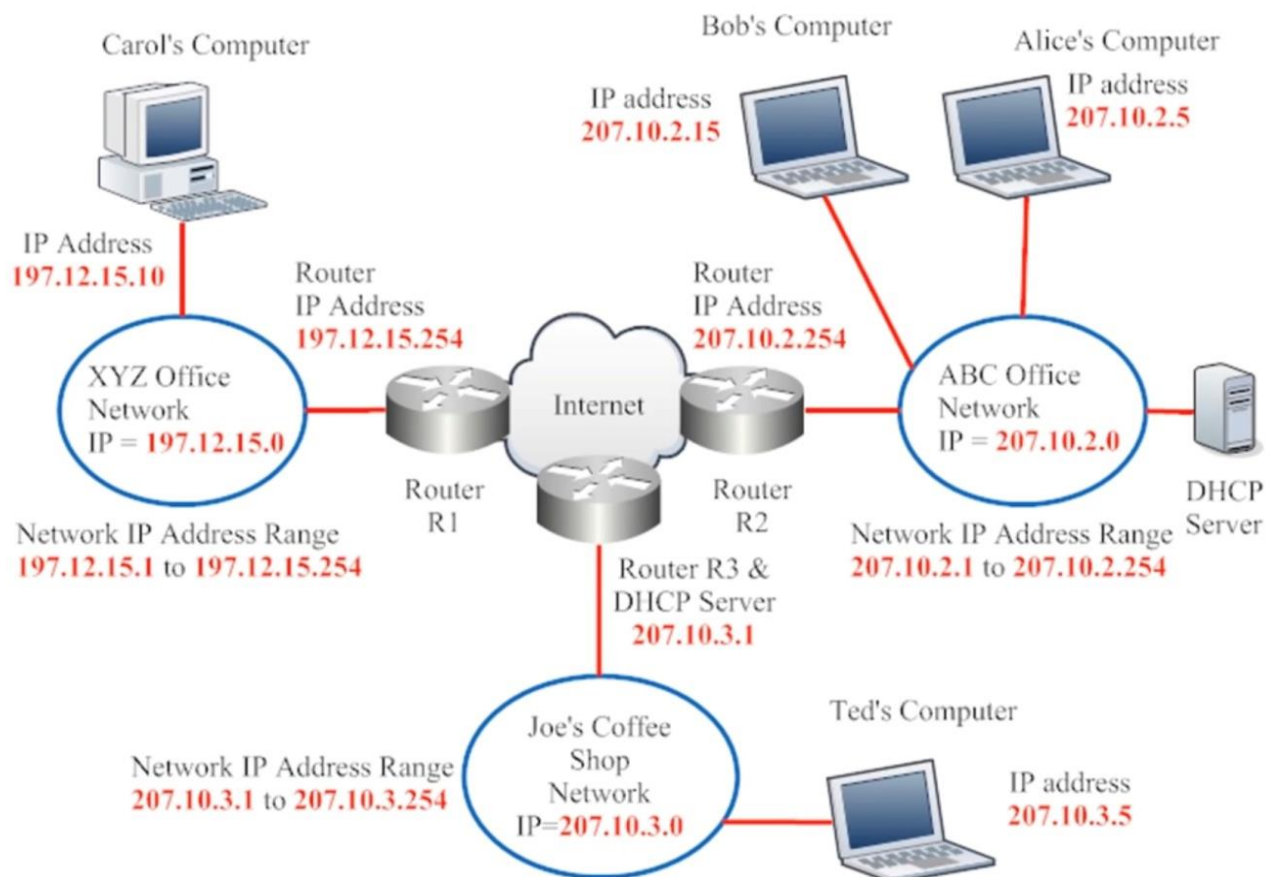 Carol's Computer
IP Address
197.12.15.10
Bob's Computer
IP address
207.10.2.15
Alice's Computer
IP address
207.10.2.5
XYZ Office
Network
IP = 197.12.15.0
Network IP Address Range
197.12.15.1 to 197.12.15.254
Router
IP Address
197.12.15.254
Router
R1
Internet
Router
IP Address
207.10.2.254
Router
R2
ABC Office
Network
IP = 207.10.2.0
Network IP Address Range
207.10.2.1 to 207.10.2.254
DHCP
Server
Router R3 &
DHCP Server
207.10.3.1
Joe's Coffee
Shop
Network
IP=207.10.3.0
Network IP Address Range
207.10.3.1 to 207.10.3.254
Ted's Computer
IP address
207.10.3.5